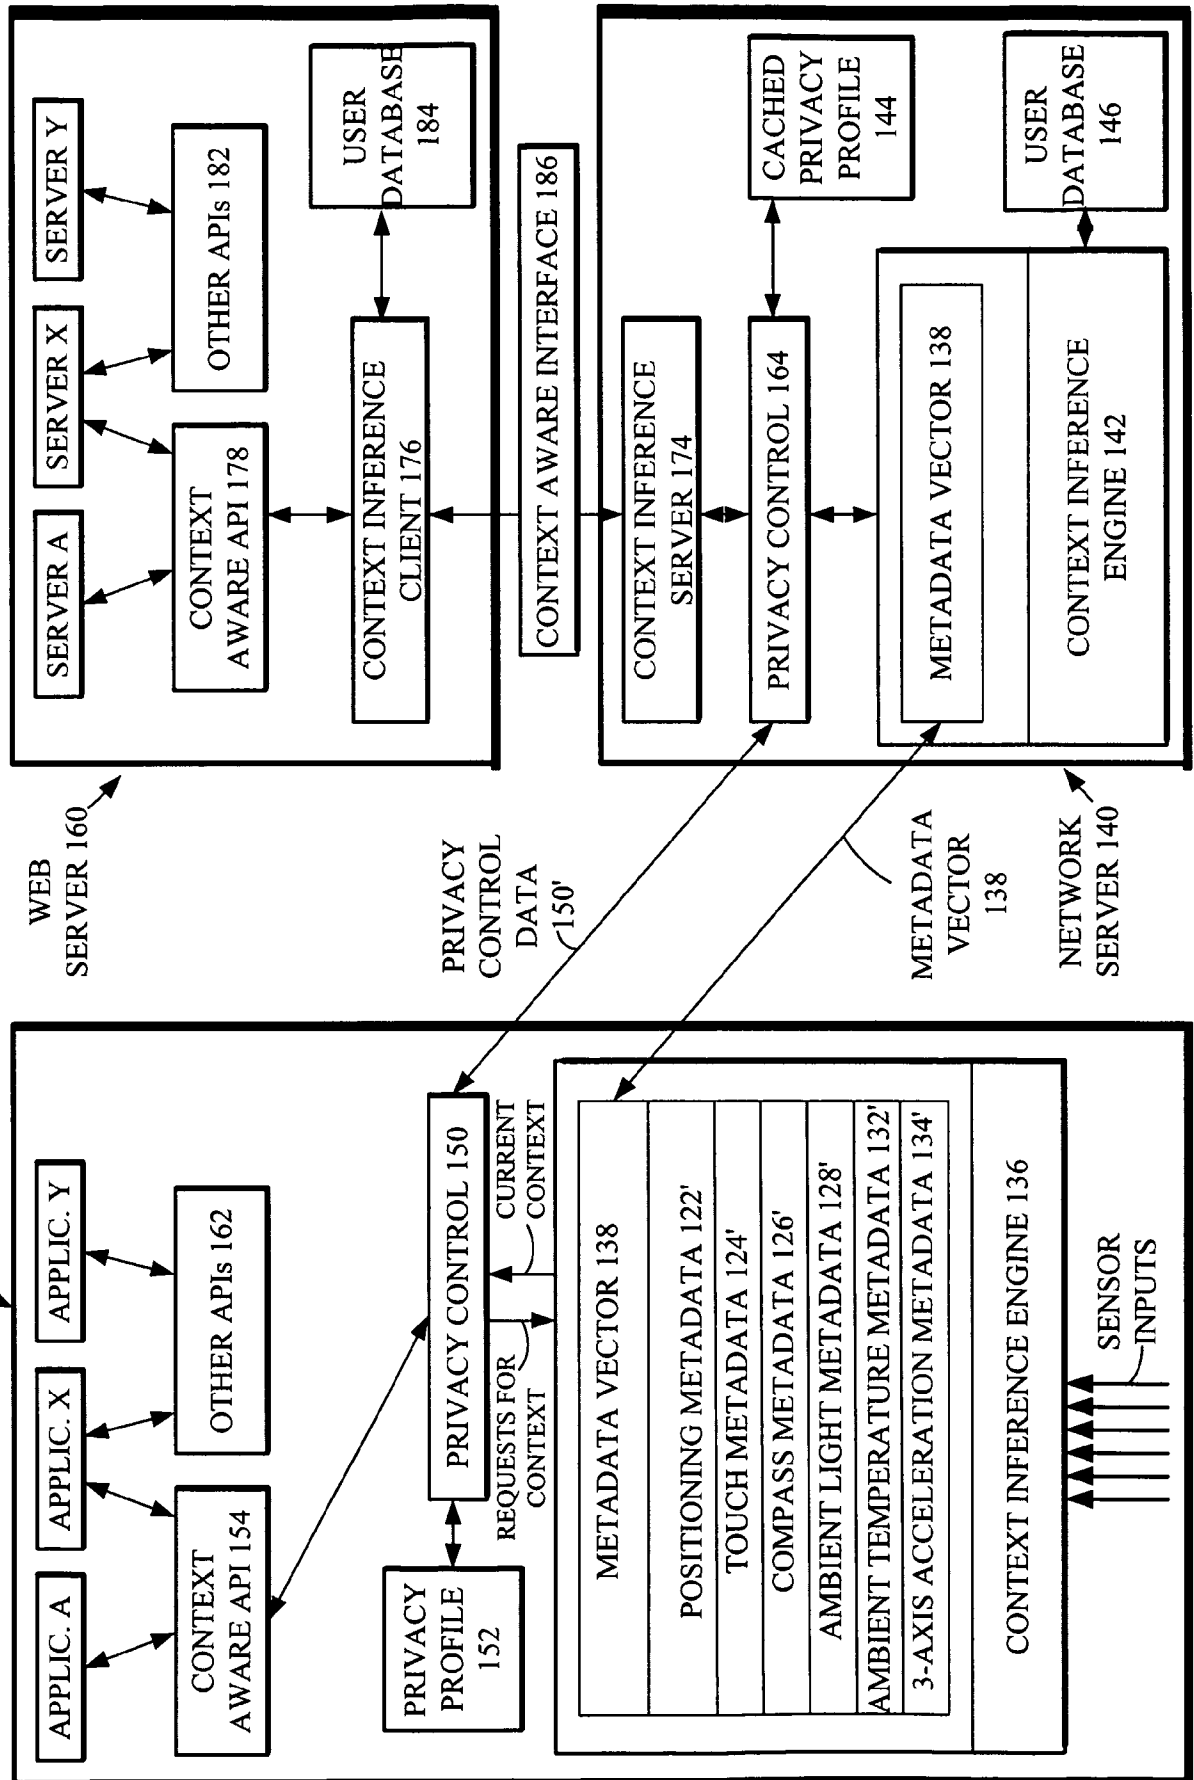 APPLIC. A
APPLIC. X
APPLIC. Y
CONTEXT
AWARE API 154
OTHER APIs 162
PRIVACY
PROFILE
152
PRIVACY CONTROL 150
REQUESTS FOR
CONTEXT
CURRENT
CONTEXT
METADATA VECTOR 138
POSITIONING METADATA 122'
TOUCH METADATA 124'
COMPASS METADATA 126'
AMBIENT LIGHT METADATA 128'
AMBIENT TEMPERATURE METADATA 132'
3-AXIS ACCELERATION METADATA 134'
CONTEXT INFERENCE ENGINE 136
SENSOR
INPUTS
WEB
SERVER 160
PRIVACY
CONTROL
DATA
150'
METADATA
VECTOR
138
NETWORK
SERVER 140
SERVER A
SERVER X
SERVER Y
CONTEXT
AWARE API 178
OTHER APIs 182
CONTEXT INFERENCE
CLIENT 176
USER
DATABASE
184
CONTEXT AWARE INTERFACE 186
CONTEXT INFERENCE
SERVER 174
PRIVACY CONTROL 164
CACHED
PRIVACY
PROFILE
144
METADATA VECTOR 138
CONTEXT INFERENCE
ENGINE 142
USER
DATABASE
146